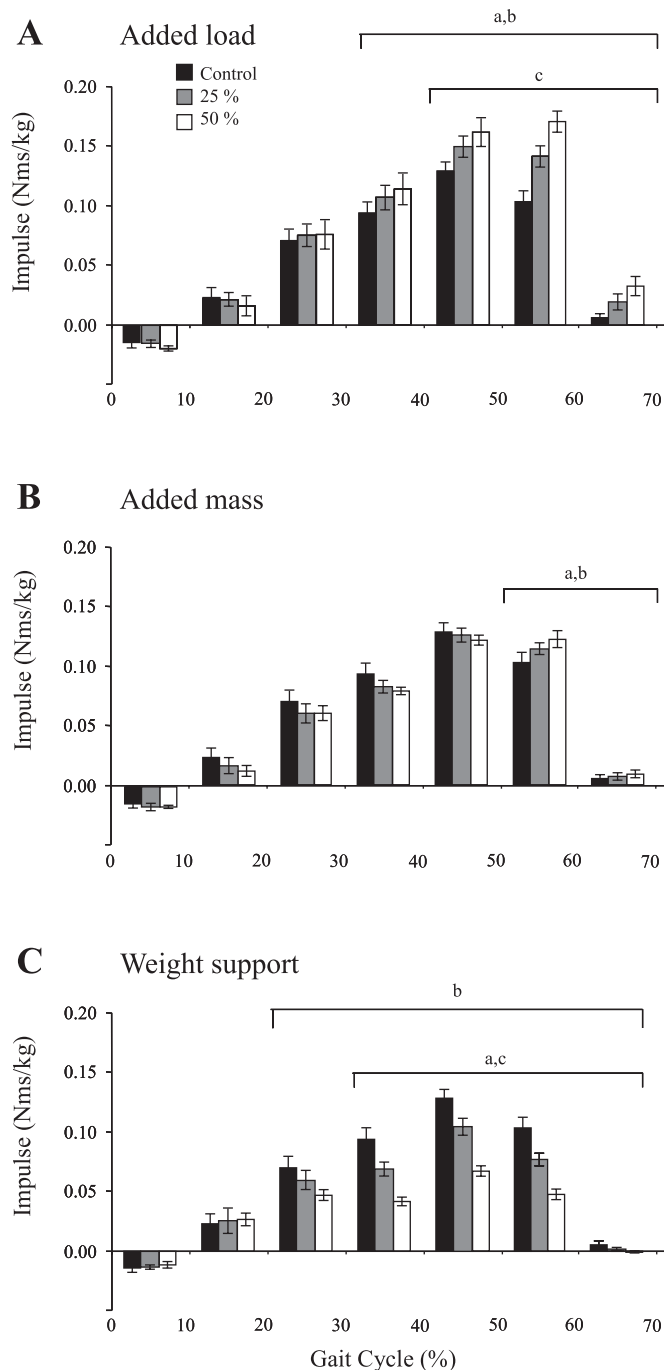 A Added load
Control
25 %
50 %
a,b
c
0.20
0.15
0.10
0.05
0.00
Impulse (Nms/kg)
0 10 20 30 40 50 60 70
B Added mass
a,b
0.20
0.15
0.10
0.05
0.00
Impulse (Nms/kg)
0 10 20 30 40 50 60 70
C Weight support
b
a,c
0.20
0.15
0.10
0.05
0.00
Impulse (Nms/kg)
0 10 20 30 40 50 60 70
Gait Cycle (%)